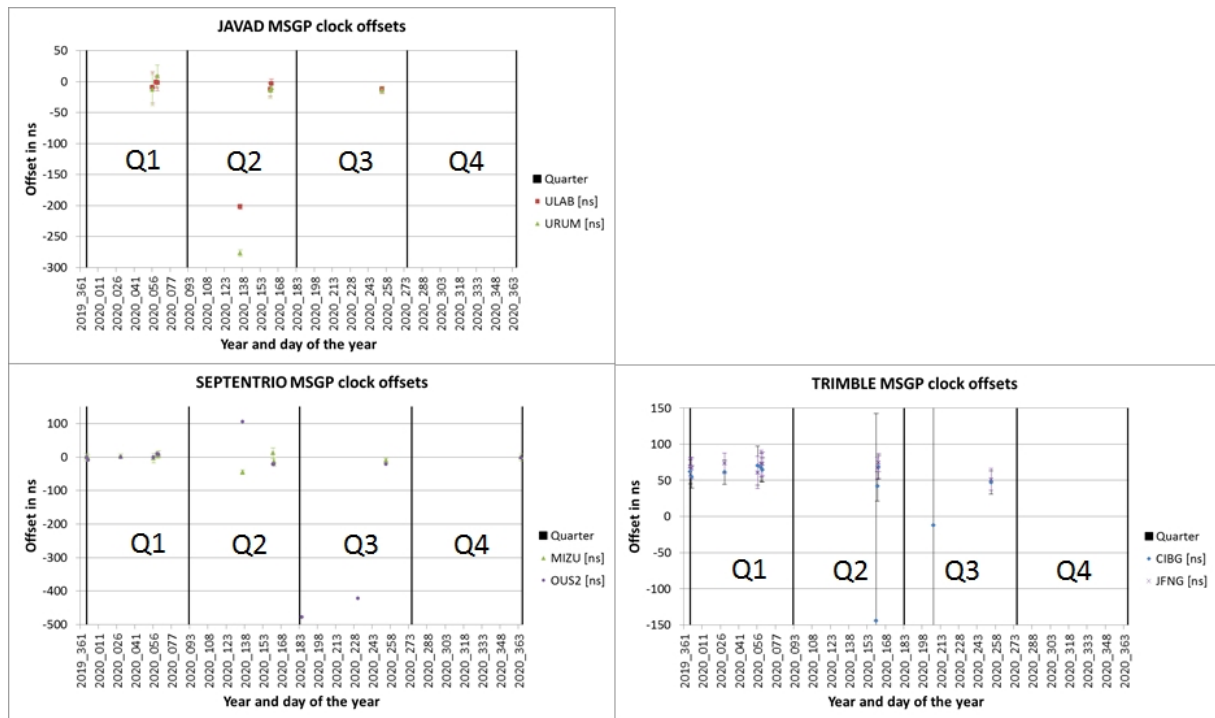 JAVAD MSGP clock offsets
50
0
-50
-100
-150
-200
-250
-300
Offset in ns
Q1 Q2 Q3 Q4
Quarter
ULAB [ns]
URUM [ns]
2019_361 2020_011 2020_026 2020_041 2020_056 2020_077 2020_093 2020_108 2020_123 2020_138 2020_153 2020_168 2020_183 2020_198 2020_213 2020_228 2020_243 2020_258 2020_273 2020_288 2020_303 2020_318 2020_333 2020_348 2020_363
Year and day of the year
SEPTENTRIO MSGP clock offsets
100
0
-100
-200
-300
-400
-500
Offset in ns
Q1 Q2 Q3 Q4
Quarter
MIZU [ns]
OUS2 [ns]
2019_361 2020_011 2020_026 2020_041 2020_056 2020_077 2020_093 2020_108 2020_123 2020_138 2020_153 2020_168 2020_183 2020_198 2020_213 2020_228 2020_243 2020_258 2020_273 2020_288 2020_303 2020_318 2020_333 2020_348 2020_363
Year and day of the year
TRIMBLE MSGP clock offsets
150
100
50
0
-50
-100
-150
Offset in ns
Q1 Q2 Q3 Q4
Quarter
CIBG [ns]
JFNG [ns]
2019_361 2020_011 2020_026 2020_041 2020_056 2020_077 2020_093 2020_108 2020_123 2020_138 2020_153 2020_168 2020_183 2020_198 2020_213 2020_228 2020_243 2020_258 2020_273 2020_288 2020_303 2020_318 2020_333 2020_348 2020_363
Year and day of the year